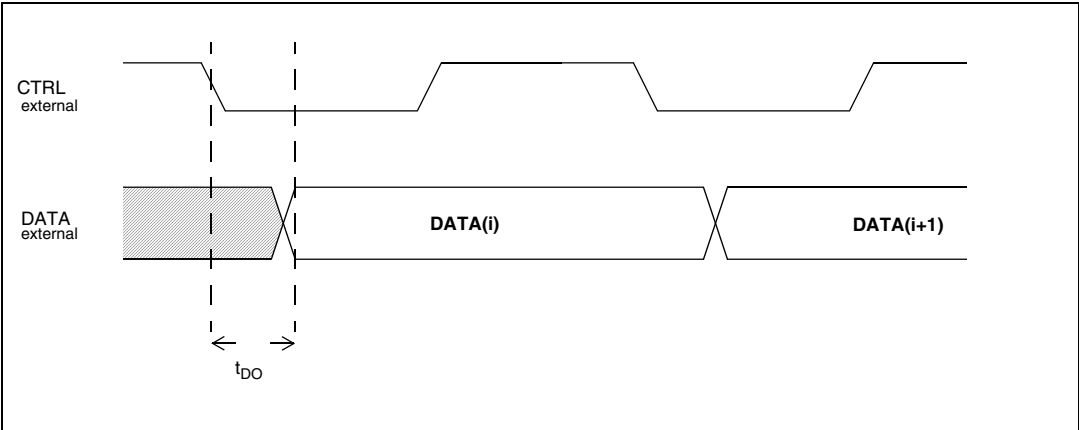 CTRL
external
DATA
external
DATA(i)
DATA(i+1)
tDO